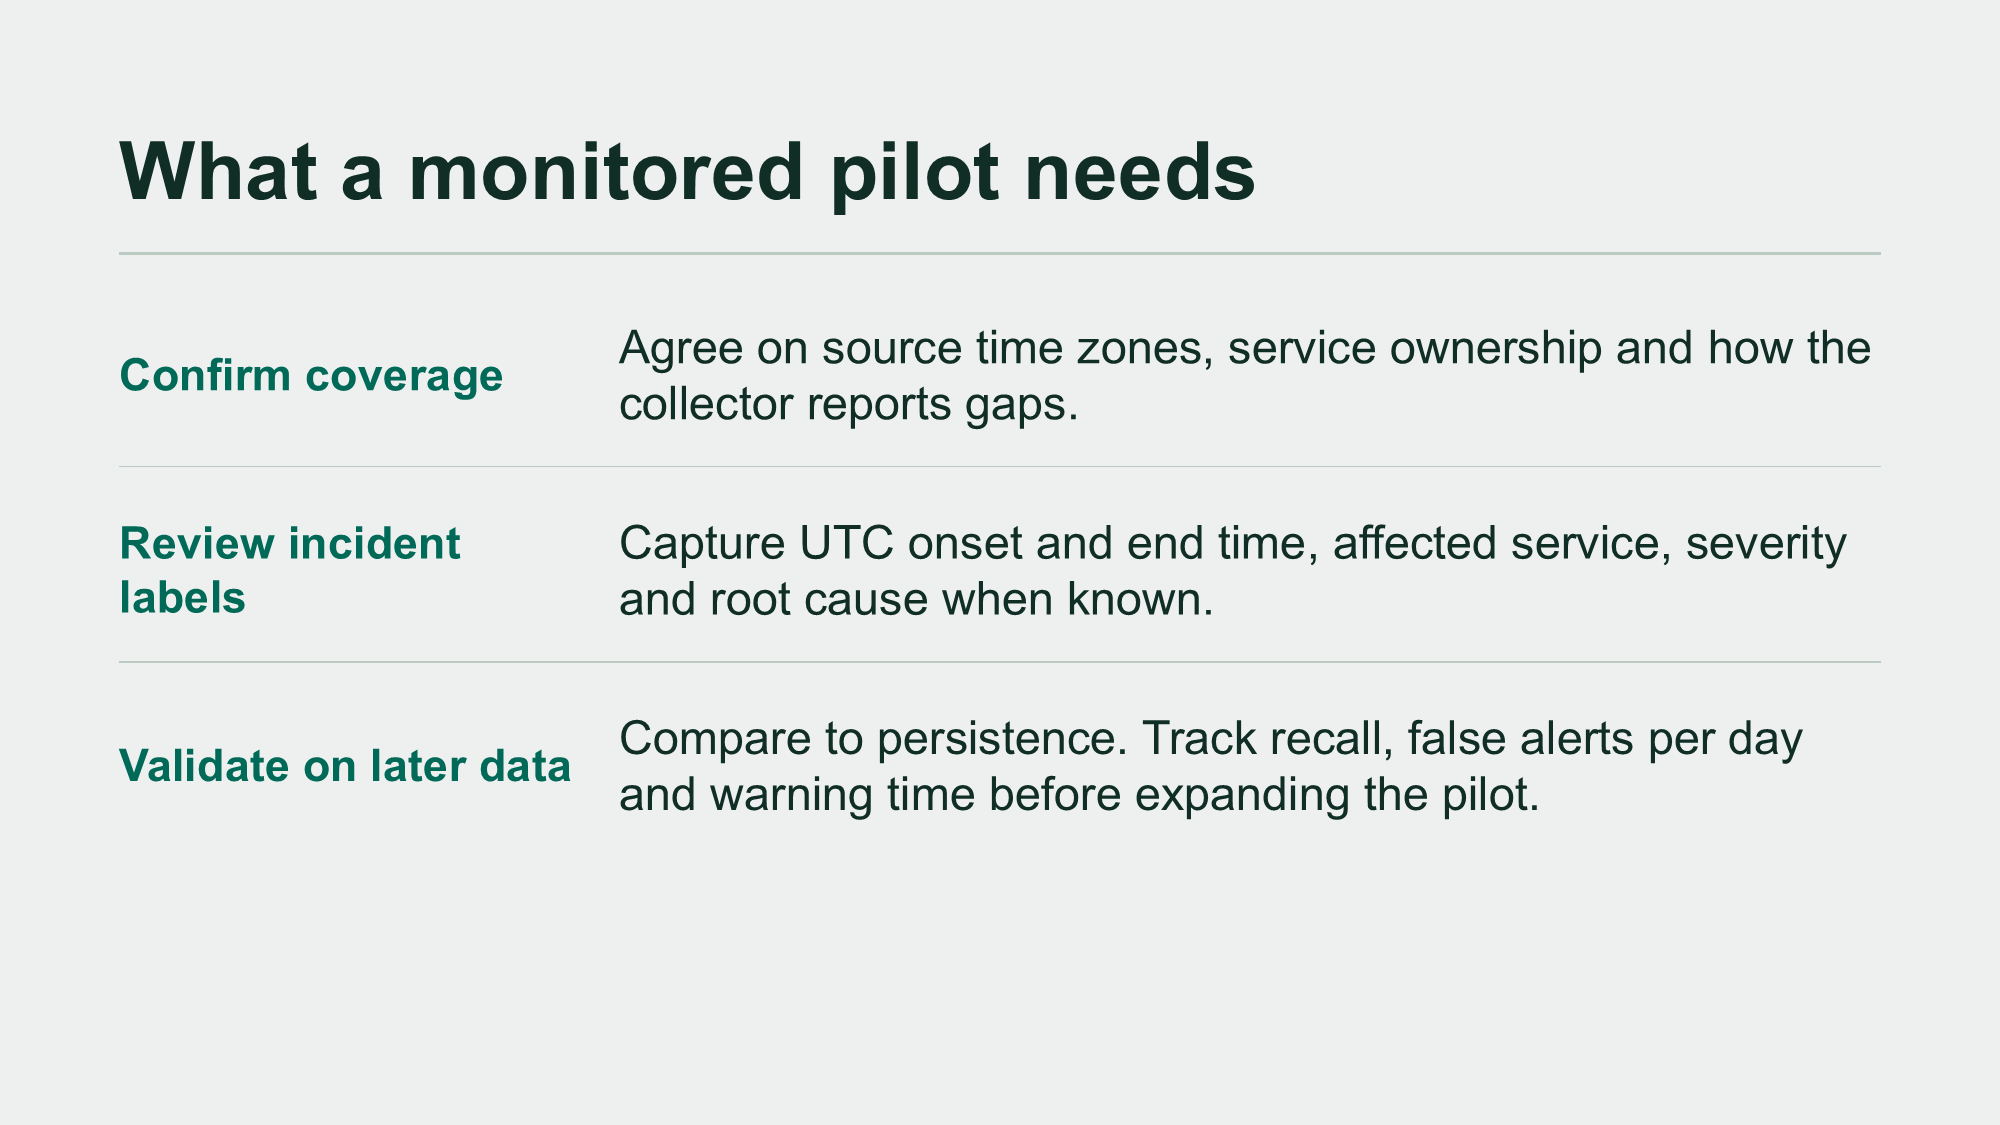 What a monitored pilot needs
Confirm coverage
Agree on source time zones, service ownership and how the
collector reports gaps.
Review incident
labels
Capture UTC onset and end time, affected service, severity
and root cause when known.
Validate on later data
Compare to persistence. Track recall, false alerts per day
and warning time before expanding the pilot.